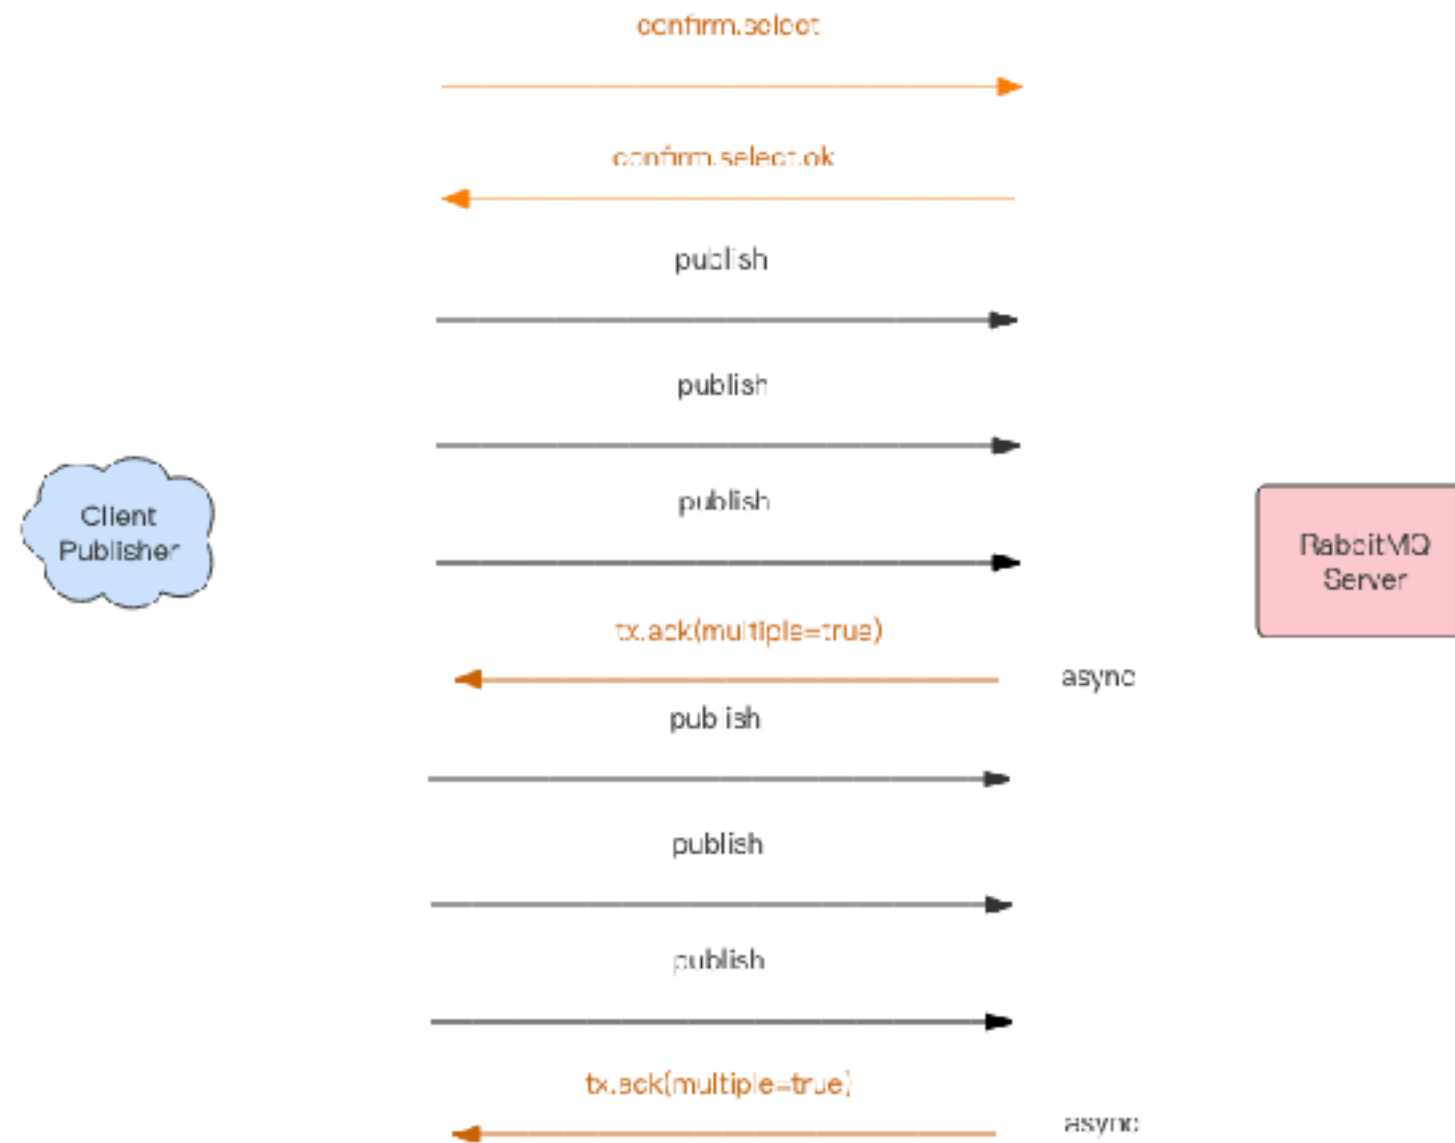 confirm.select
confirm.select.ok
publish
publish
publish
Client
Publisher
RabbitMQ
Server
tx.ack(multiple=true)
async
publish
publish
publish
tx.ack(multiple=true)
async